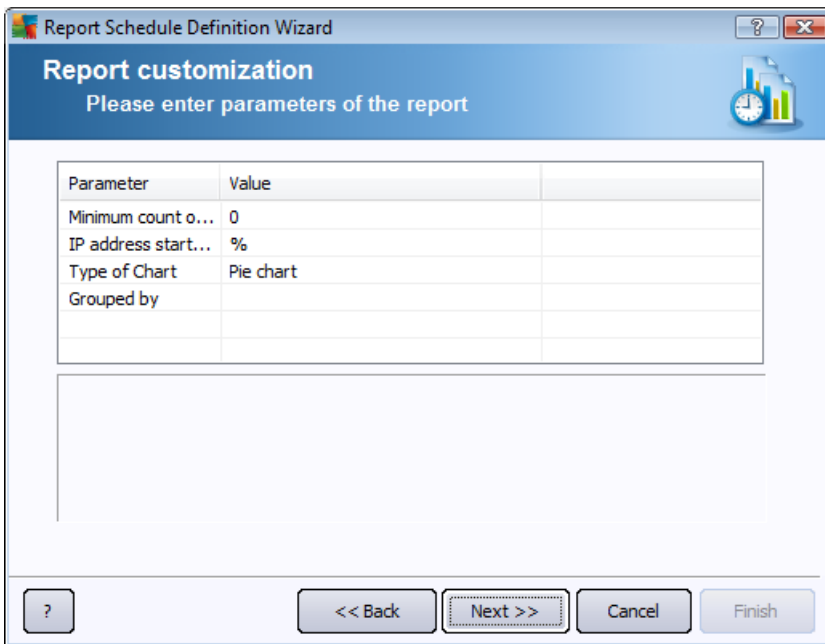 Report Schedule Definition Wizard
?
Report customization
Please enter parameters of the report
Parameter Value
Minimum count o... 0
IP address start... %
Type of Chart Pie chart
Grouped by
? << Back Next >> Cancel Finish